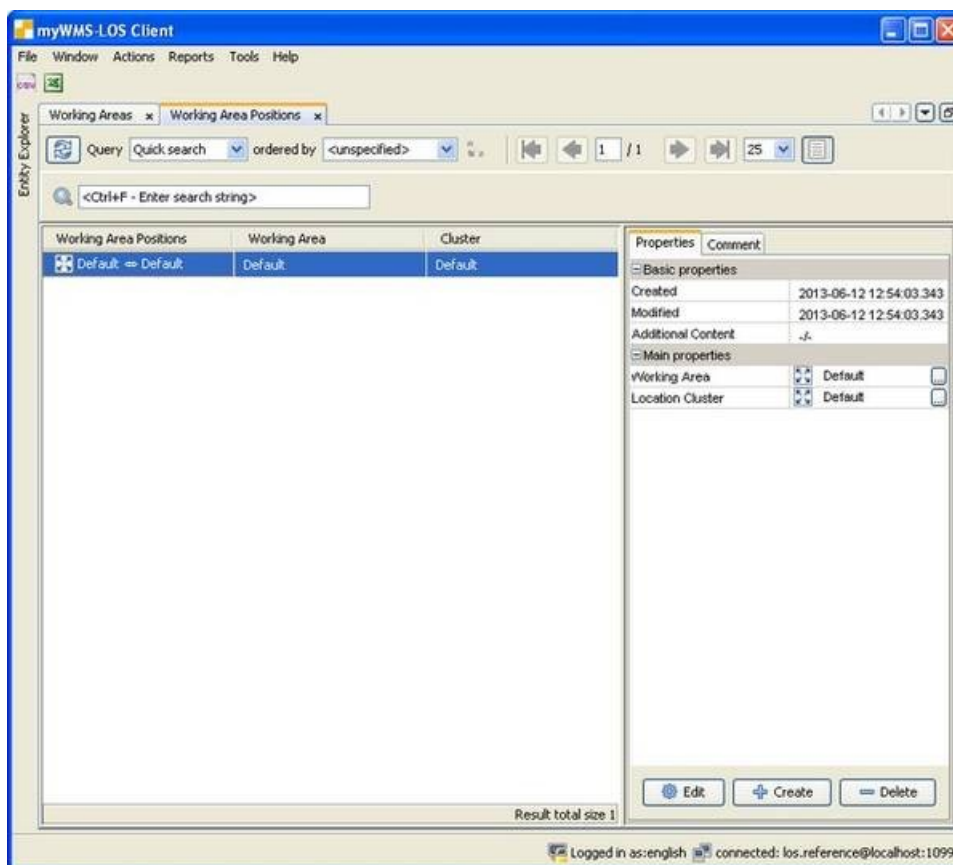 myWMS-LOS Client
File Window Actions Reports Tools Help
csv
Entity Explorer
Working Areas x Working Area Positions x
Query Quick search ordered by <unspecified> 1 / 1 25
<Ctrl+F - Enter search string>
Working Area Positions Working Area Cluster
Default ⇔ Default Default Default
Result total size 1
Properties Comment
Basic properties
Created 2013-06-12 12:54:03.343
Modified 2013-06-12 12:54:03.343
Additional Content -/-
Main properties
Working Area Default ...
Location Cluster Default ...
Edit Create Delete
Logged in as:english connected: los.reference@localhost:1099